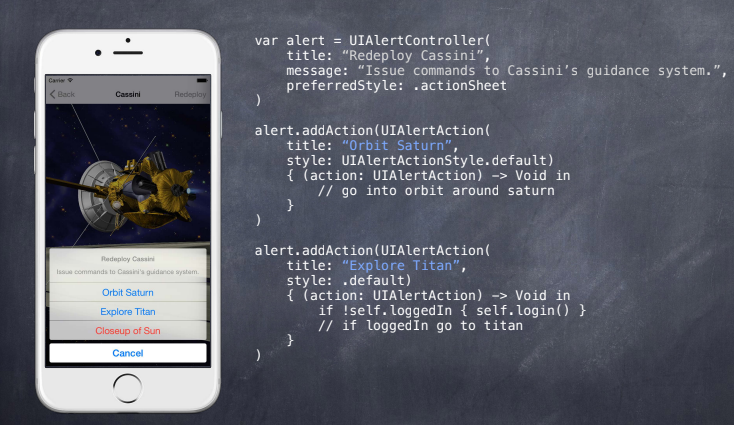 Carrier
Back
Cassini
Redeploy
Redeploy Cassini
Issue commands to Cassini's guidance system.
Orbit Saturn
Explore Titan
Closeup of Sun
Cancel
var alert = UIAlertController(
    title: “Redeploy Cassini”,
    message: “Issue commands to Cassini’s guidance system.”,
    preferredStyle: .actionSheet
)
alert.addAction(UIAlertAction(
    title: “Orbit Saturn”,
    style: UIAlertActionStyle.default)
    { (action: UIAlertAction) -> Void in
        // go into orbit around saturn
    }
)
alert.addAction(UIAlertAction(
    title: “Explore Titan”,
    style: .default)
    { (action: UIAlertAction) -> Void in
        if !self.loggedIn { self.login() }
        // if loggedIn go to titan
    }
)